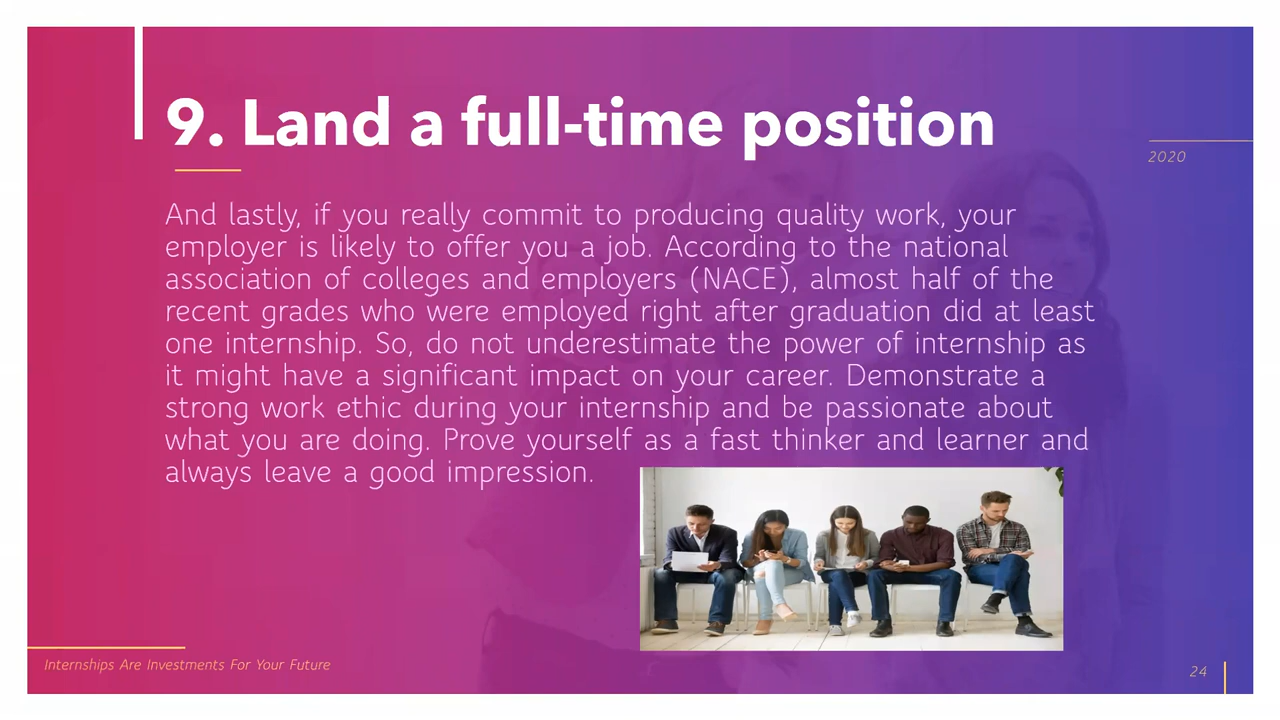 9. Land a full-time position
2020
And lastly, if you really commit to producing quality work, your
employer is likely to offer you a job. According to the national
association of colleges and employers (NACE), almost half of the
recent grades who were employed right after graduation did at least
one internship. So, do not underestimate the power of internship as
it might have a significant impact on your career. Demonstrate a
strong work ethic during your internship and be passionate about
what you are doing. Prove yourself as a fast thinker and learner and
always leave a good impression.
Internships Are Investments For Your Future
24